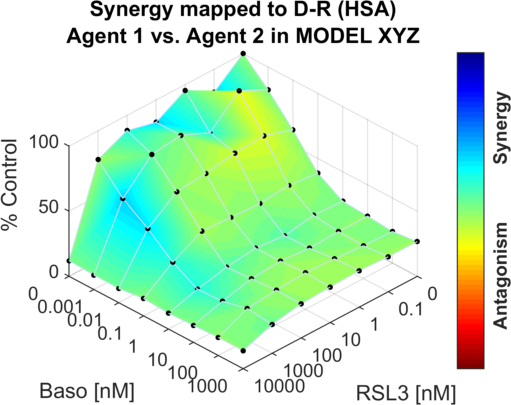 Synergy mapped to D-R (HSA)
Agent 1 vs. Agent 2 in MODEL XYZ
% Control
100
50
0
0
0.001
0.01
0.1
1
10
100
1000
Baso [nM]
0
0.1
1
10
100
1000
10000
RSL3 [nM]
Synergy
Antagonism